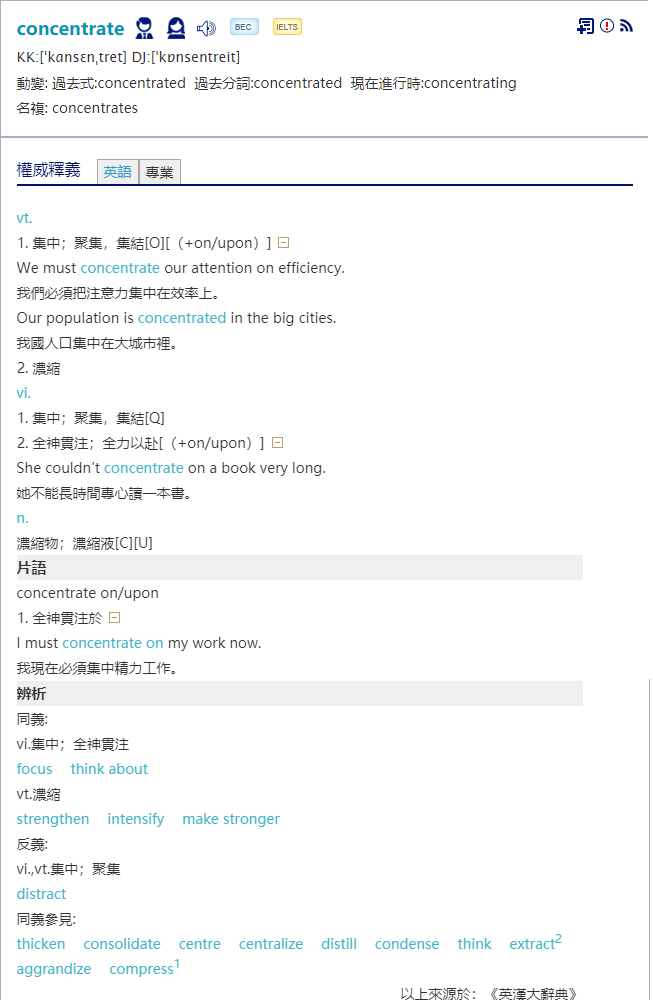 concentrate BEC IELTS
KK:[ˈkɑnsɛn͵tret] DJ:[ˈkɒnsentreit]
動變: 過去式:concentrated 過去分詞:concentrated 現在進行時:concentrating
名複: concentrates
權威釋義 英語 專業
vt.
1. 集中；聚集，集結[O][（+on/upon）]
We must concentrate our attention on efficiency.
我們必須把注意力集中在效率上。
Our population is concentrated in the big cities.
我國人口集中在大城市裡。
2. 濃縮
vi.
1. 集中；聚集，集結[Q]
2. 全神貫注；全力以赴[（+on/upon）]
She couldn't concentrate on a book very long.
她不能長時間專心讀一本書。
n.
濃縮物；濃縮液[C][U]
片語
concentrate on/upon
1. 全神貫注於
I must concentrate on my work now.
我現在必須集中精力工作。
辨析
同義:
vi.集中；全神貫注
focus think about
vt.濃縮
strengthen intensify make stronger
反義:
vi.,vt.集中；聚集
distract
同義參見:
thicken consolidate centre centralize distill condense think extract2
aggrandize compress1
以上來源於：《英漢大辭典》